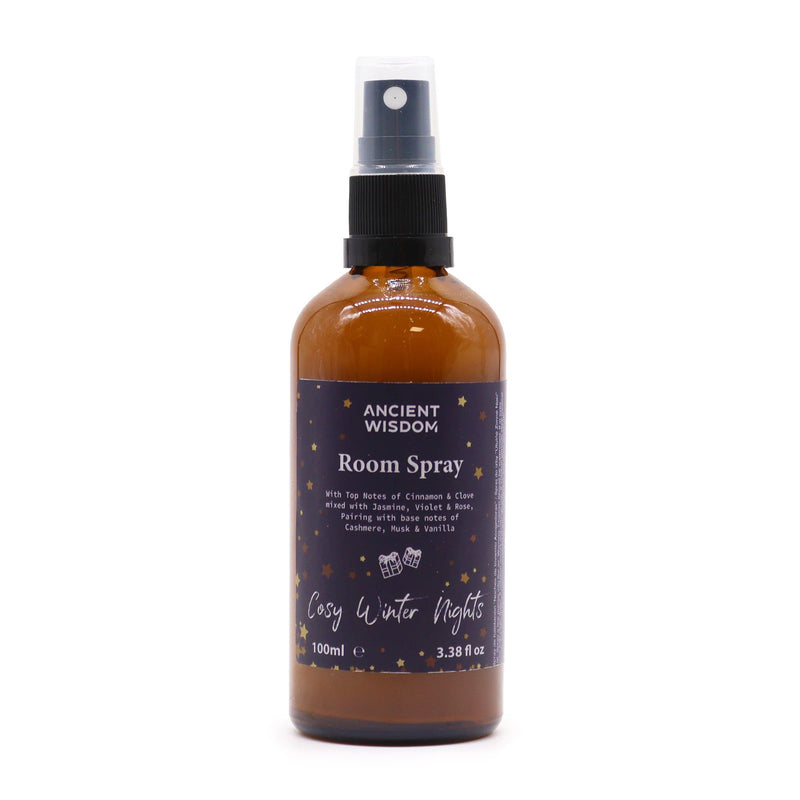 ANCIENT
WISDOM
Room Spray
With Top Notes of Cinnamon & Clove
mixed with Jasmine, Violet & Rose,
Pairing with base notes of
Cashmere, Musk & Vanilla
Cosy Winter Nights
100ml ℮ 3.38 fl oz